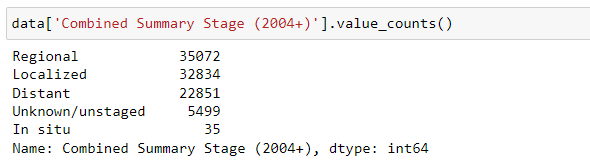 data['Combined Summary Stage (2004+)'].value_counts()
Regional 35072
Localized 32834
Distant 22851
Unknown/unstaged 5499
In situ 35
Name: Combined Summary Stage (2004+), dtype: int64